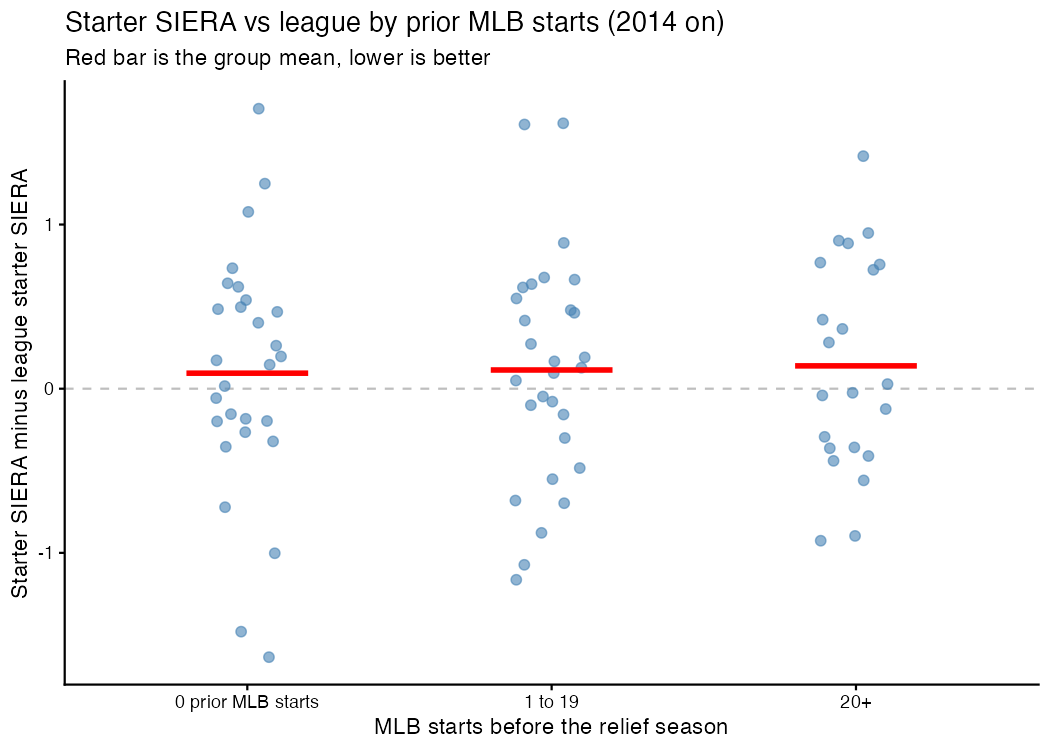 Starter SIERA vs league by prior MLB starts (2014 on)
Red bar is the group mean, lower is better
Starter SIERA minus league starter SIERA
1
0
-1
0 prior MLB starts
1 to 19
20+
MLB starts before the relief season